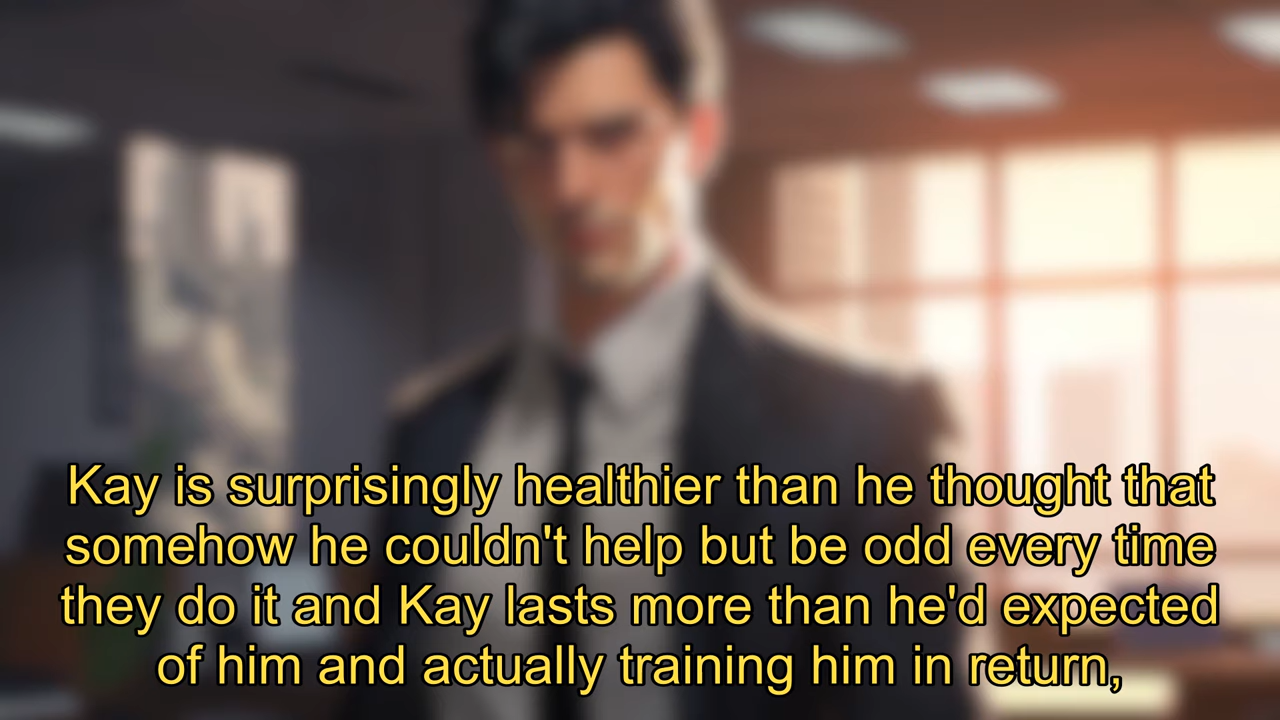 Kay is surprisingly healthier than he thought that
somehow he couldn't help but be odd every time
they do it and Kay lasts more than he'd expected
of him and actually training him in return,